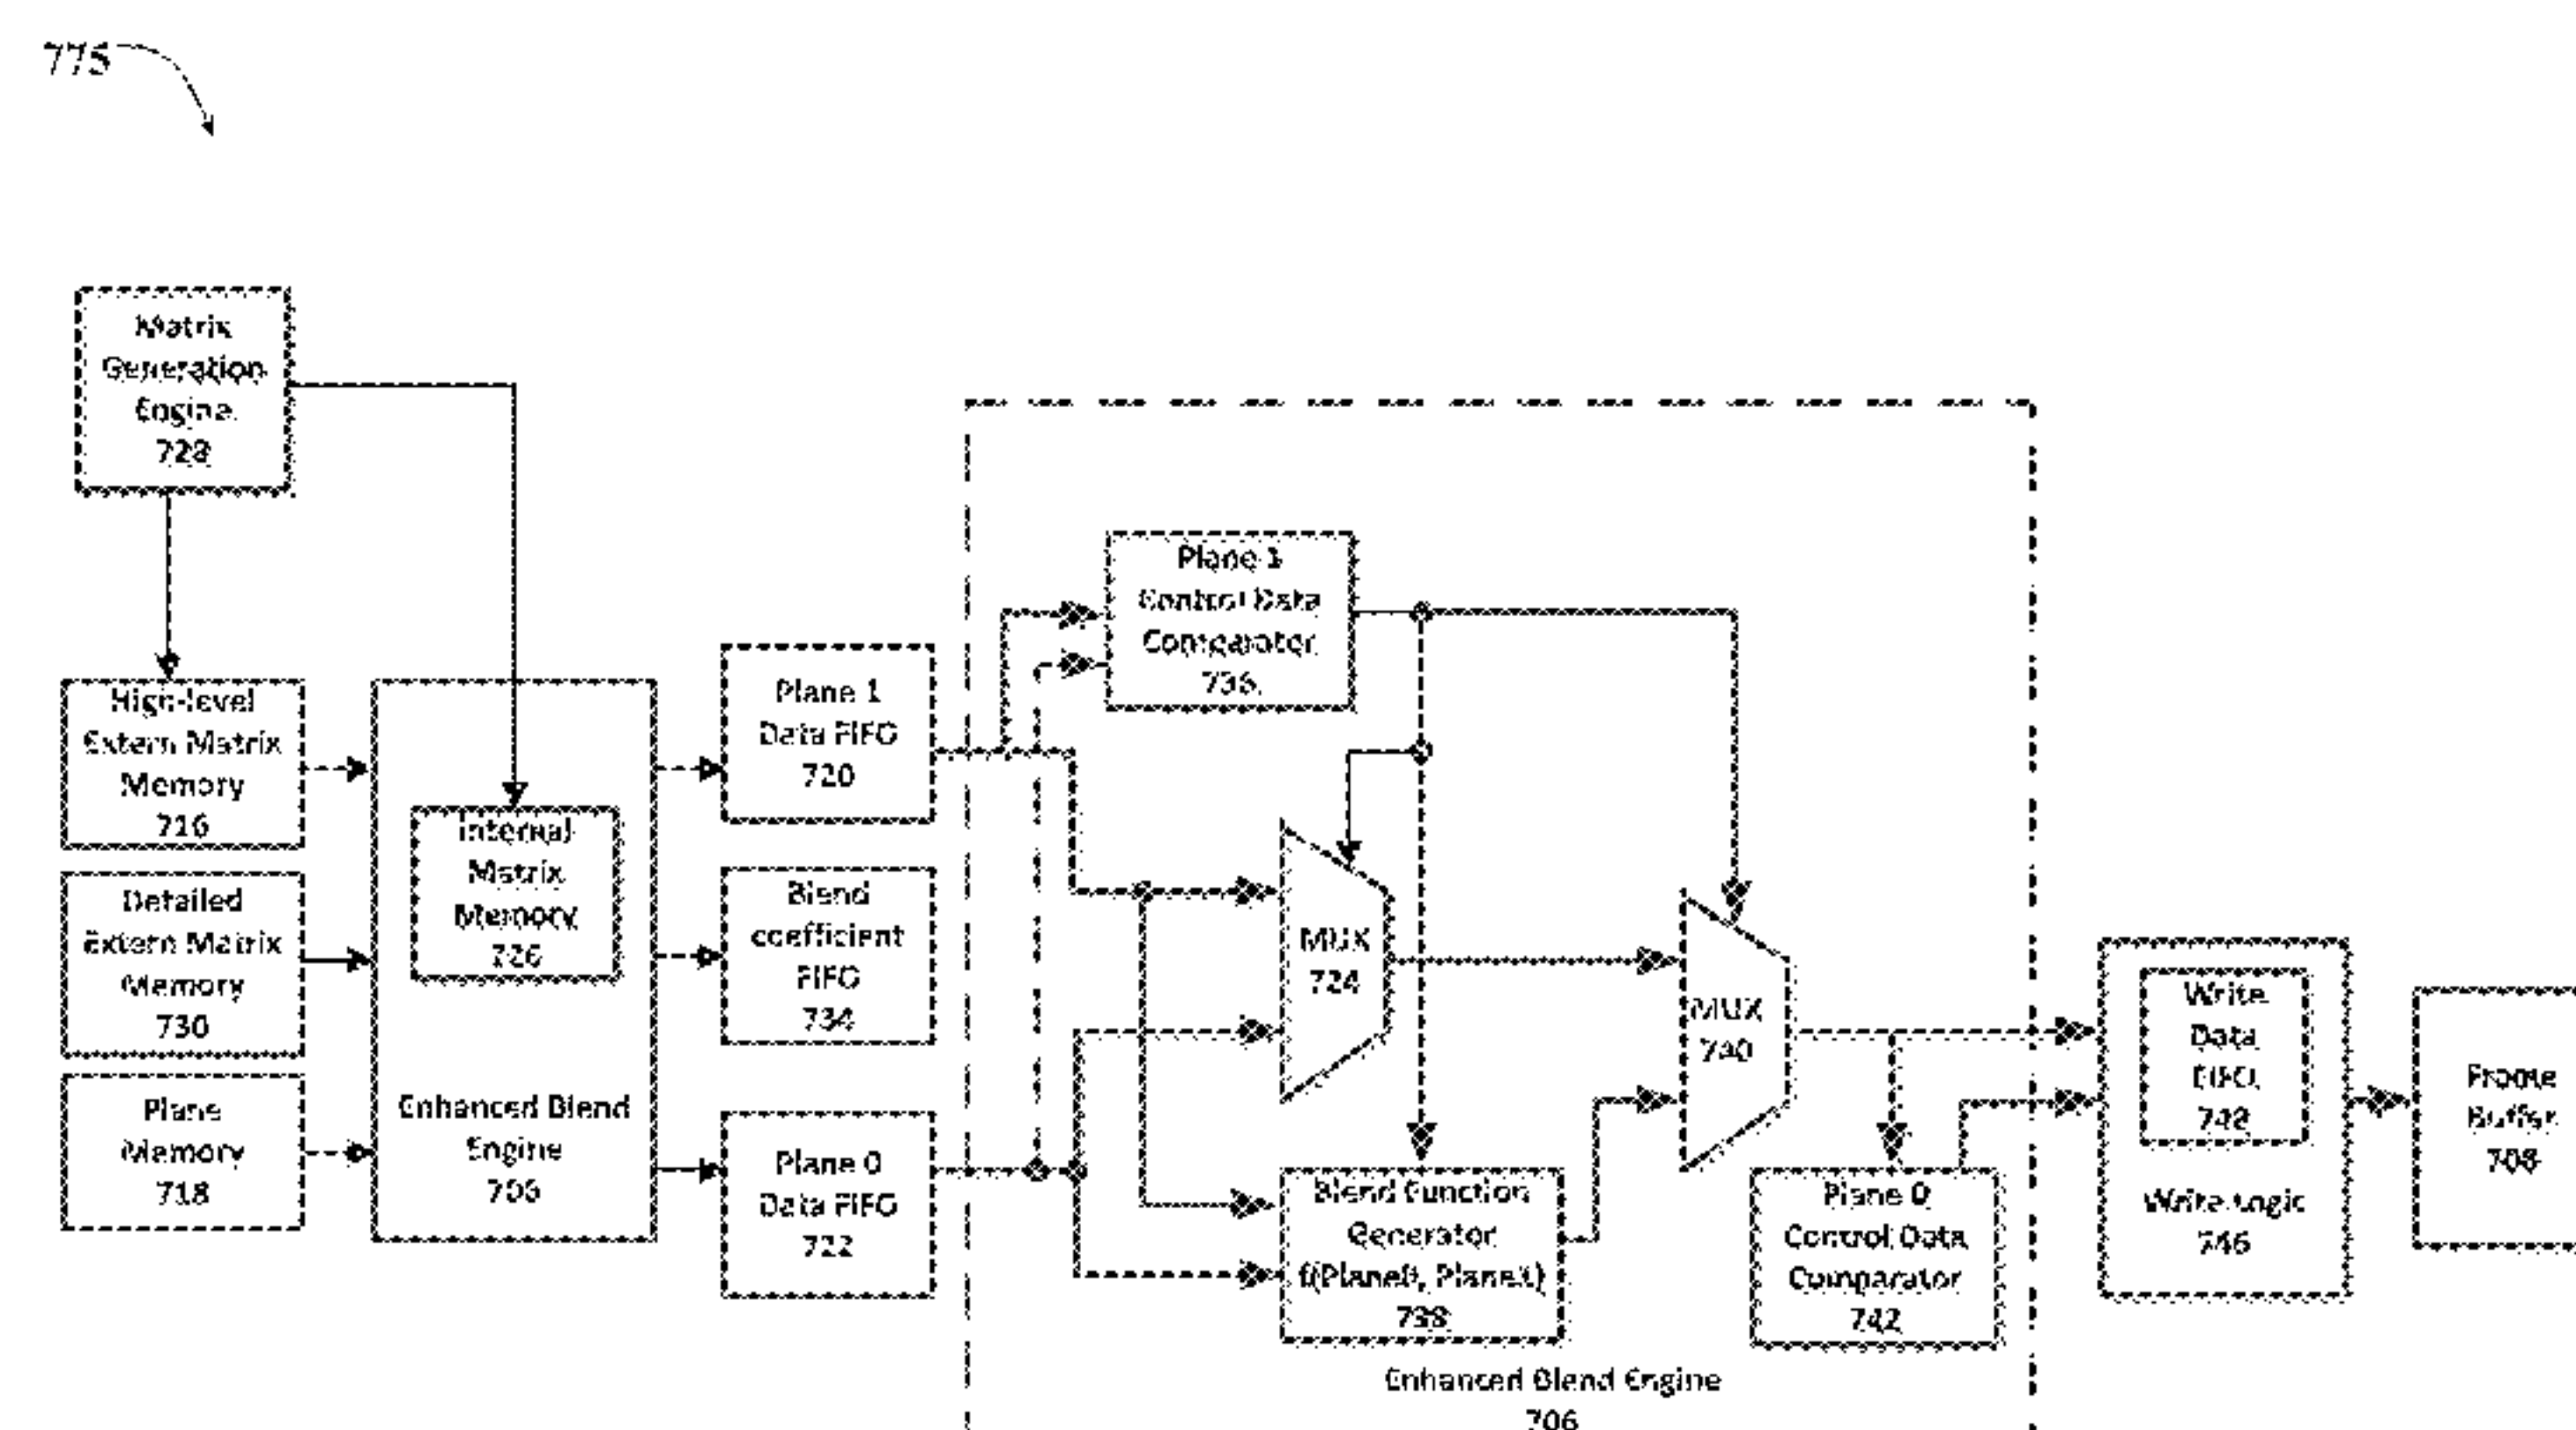 775
Matrix
Generation
Engine
728
High-level
Extern Matrix
Memory
716
Detailed
Extern Matrix
Memory
730
Plane
Memory
718
Internal
Matrix
Memory
726
Enhanced Blend
Engine
706
Plane 1
Data FIFO
720
Blend
coefficient
FIFO
734
Plane 0
Data FIFO
722
Plane 1
Control Data
Comparator
736
MUX
724
Blend Function
Generator
f(Plane0, Plane1)
738
MUX
740
Plane 0
Control Data
Comparator
742
Enhanced Blend Engine
706
Write
Data
FIFO
748
Write Logic
746
Frame
Buffer
708